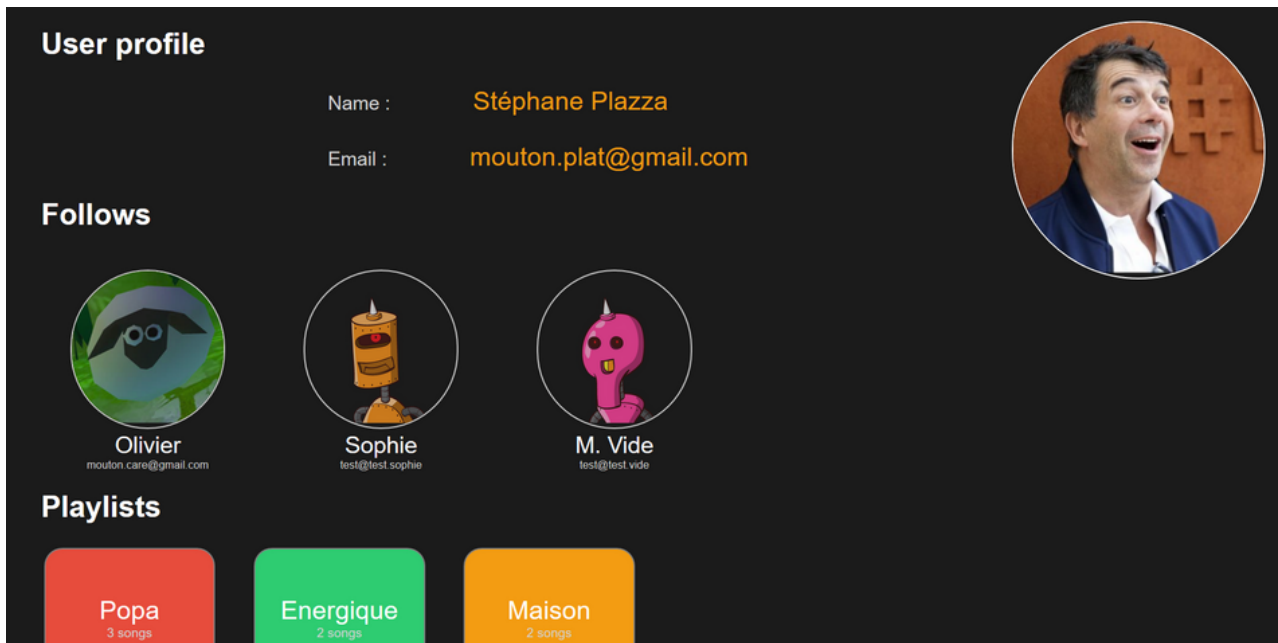 User profile
Name : Stéphane Plazza
Email : mouton.plat@gmail.com
Follows
Olivier Sophie M. Vide
mouton.care@gmail.com test@test.sophie test@test.vide
Playlists
Popa Energique Maison
3 songs 2 songs 2 songs